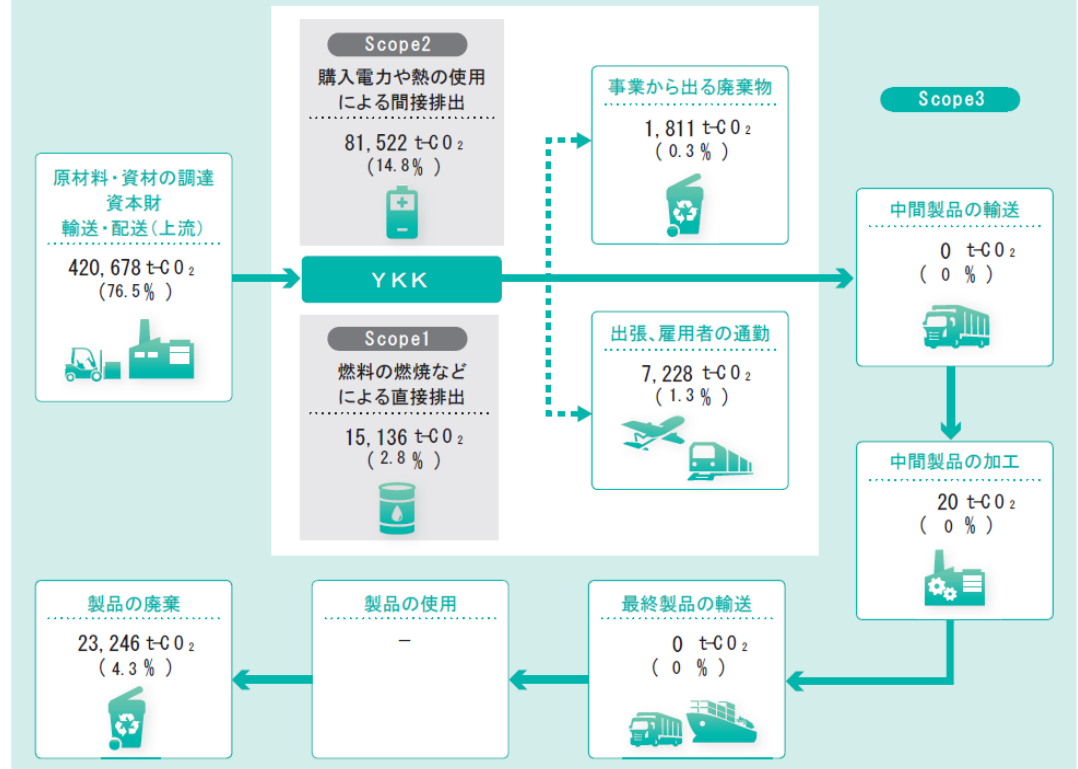 Scope2
購入電力や熱の使用
による間接排出
81,522 t-CO2
(14.8%)
事業から出る廃棄物
1,811 t-CO2
(0.3%)
Scope3
原材料・資材の調達
資本財
輸送・配送(上流)
420,678 t-CO2
(76.5%)
YKK
中間製品の輸送
0 t-CO2
(0%)
Scope1
燃料の燃焼など
による直接排出
15,136 t-CO2
(2.8%)
出張、雇用者の通勤
7,228 t-CO2
(1.3%)
中間製品の加工
20 t-CO2
(0%)
製品の廃棄
23,246 t-CO2
(4.3%)
製品の使用
－
最終製品の輸送
0 t-CO2
(0%)